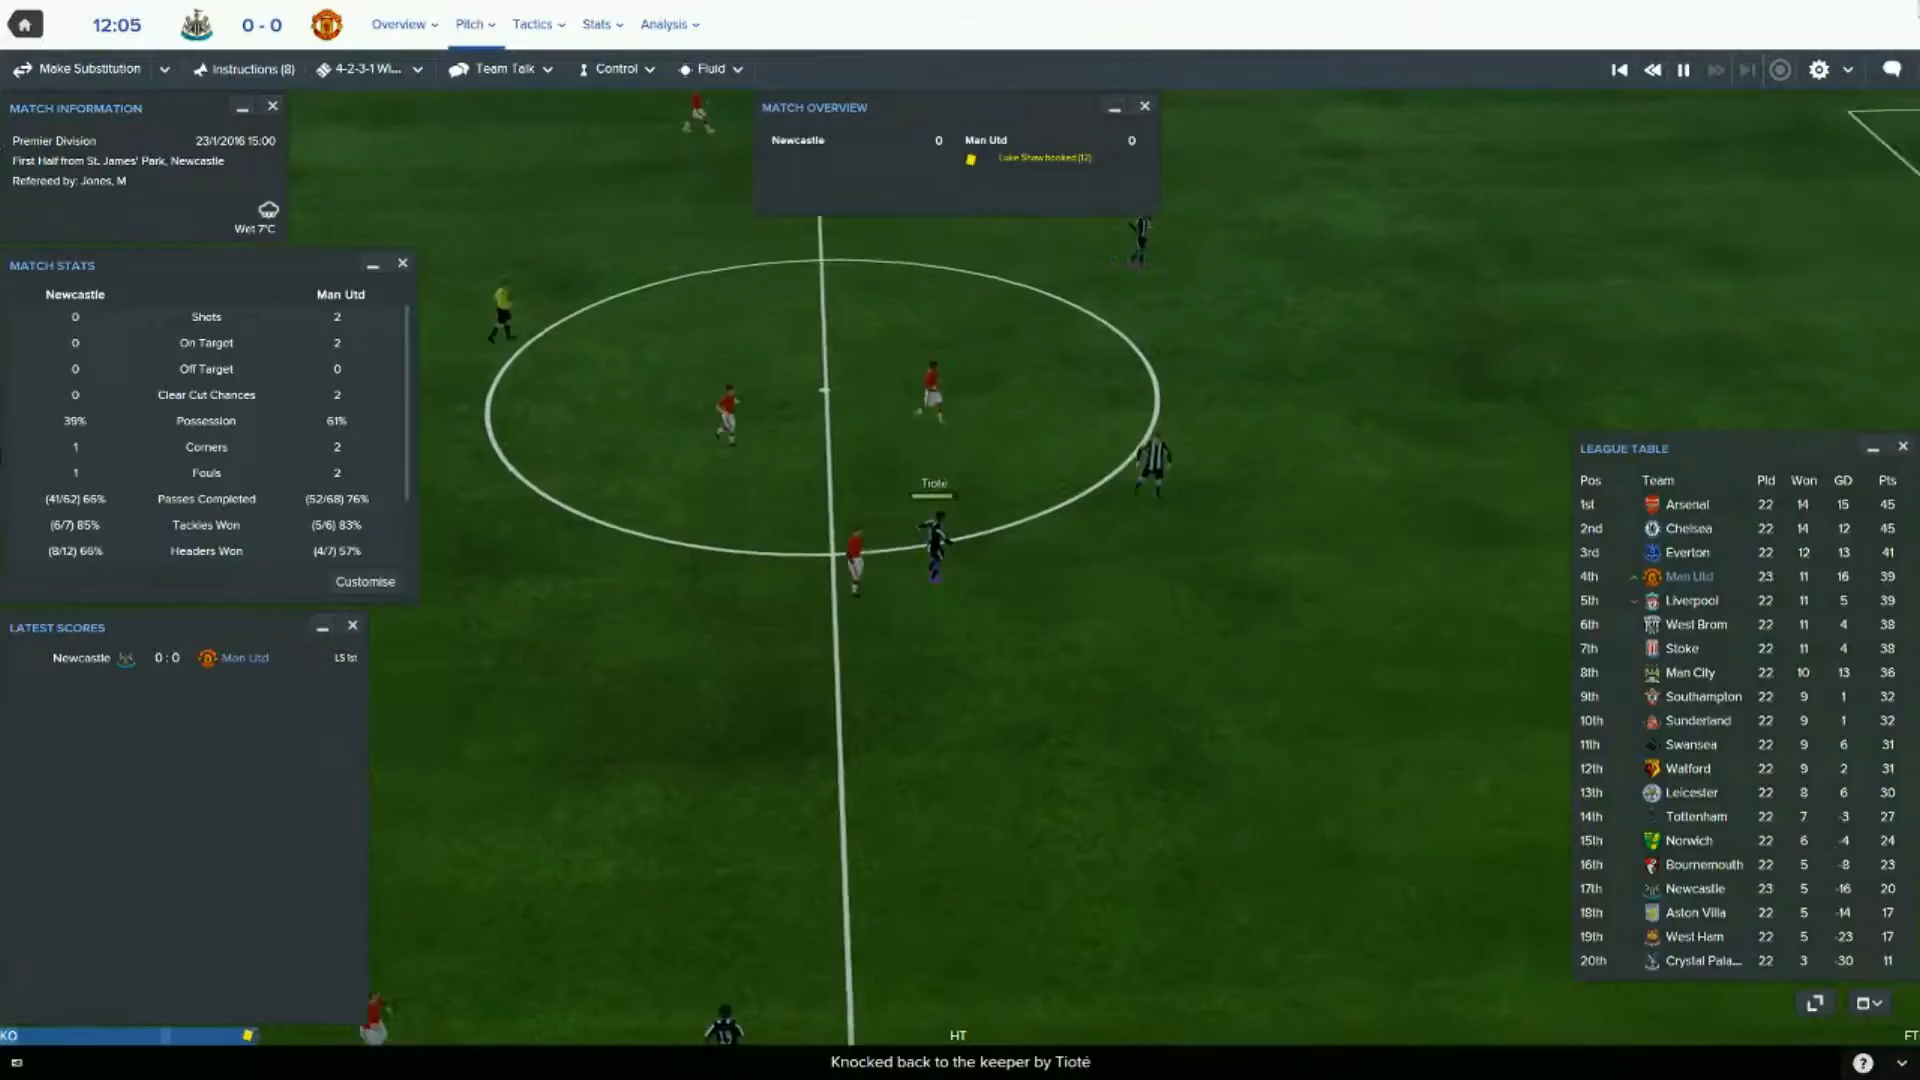 12:05 0 - 0 Overview Pitch Tactics Stats Analysis
Make Substitution Instructions (8) 4-2-3-1 Wi... Team Talk Control Fluid
MATCH INFORMATION
Premier Division 23/1/2016 15:00
First Half from St. James' Park, Newcastle
Refereed by: Jones, M
Wet 7°C
MATCH OVERVIEW
Newcastle 0 Man Utd 0
Luke Shaw booked (12)
MATCH STATS
Newcastle Man Utd
0 Shots 2
0 On Target 2
0 Off Target 0
0 Clear Cut Chances 2
39% Possession 61%
1 Corners 2
1 Fouls 2
(41/62) 66% Passes Completed (52/68) 76%
(6/7) 85% Tackles Won (5/6) 83%
(8/12) 66% Headers Won (4/7) 57%
Customise
LATEST SCORES
Newcastle 0 : 0 Man Utd LS 1st
Tioté
LEAGUE TABLE
Pos Team Pld Won GD Pts
1st Arsenal 22 14 15 45
2nd Chelsea 22 14 12 45
3rd Everton 22 12 13 41
4th Man Utd 23 11 16 39
5th Liverpool 22 11 5 39
6th West Brom 22 11 4 38
7th Stoke 22 11 4 38
8th Man City 22 10 13 36
9th Southampton 22 9 1 32
10th Sunderland 22 9 1 32
11th Swansea 22 9 6 31
12th Watford 22 9 2 31
13th Leicester 22 8 6 30
14th Tottenham 22 7 -3 27
15th Norwich 22 6 -4 24
16th Bournemouth 22 5 -8 23
17th Newcastle 23 5 -16 20
18th Aston Villa 22 5 -14 17
19th West Ham 22 5 -23 17
20th Crystal Pala... 22 3 -30 11
KO HT FT
Knocked back to the keeper by Tioté
?